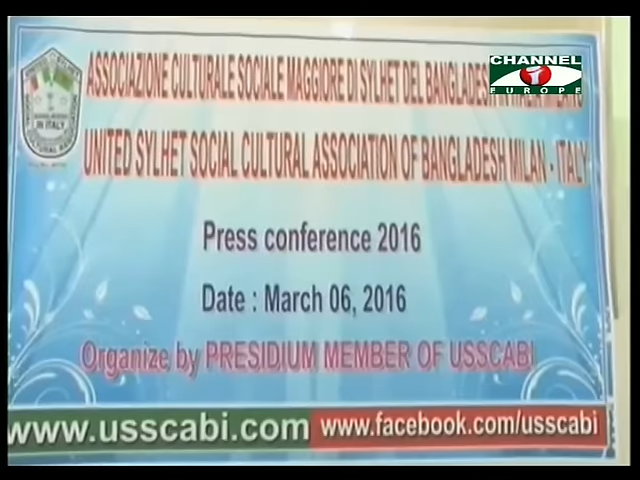 CHANNEL
i
EUROPE
ASSOCIAZIONE CULTURALE SOCIALE MAGGIORE DI SYLHET DEL BANGLADESH
UNITED SYLHET SOCIAL CULTURAL ASSOCIATION OF BANGLADESH MILAN - ITALY
Press conference 2016
Date : March 06, 2016
Organize by PRESIDIUM MEMBER OF USSCABI
www.usscabi.com
www.facebook.com/usscabi